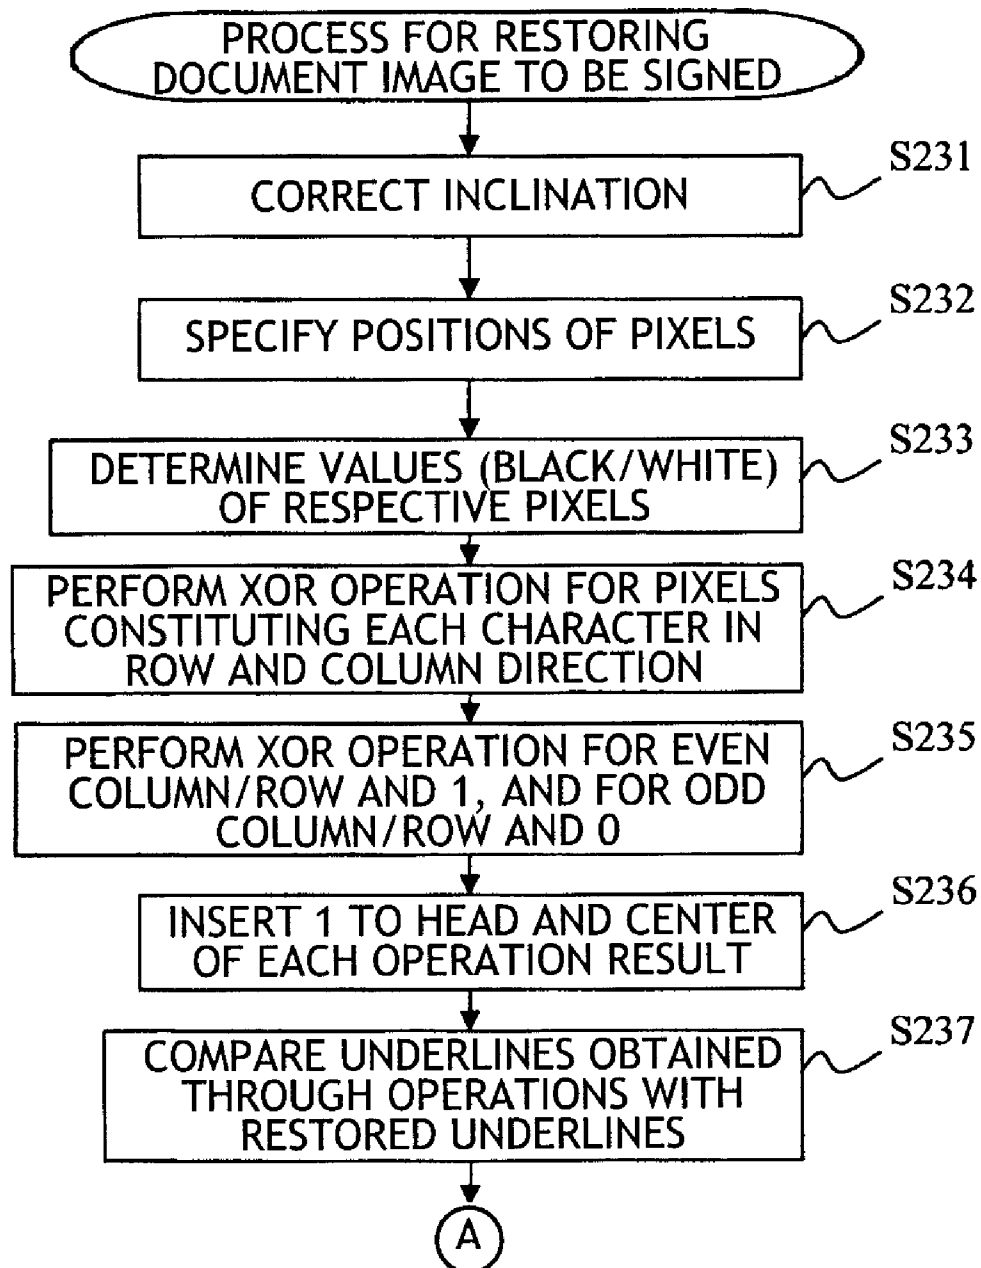 PROCESS FOR RESTORING
DOCUMENT IMAGE TO BE SIGNED
S231
CORRECT INCLINATION
S232
SPECIFY POSITIONS OF PIXELS
S233
DETERMINE VALUES (BLACK/WHITE)
OF RESPECTIVE PIXELS
S234
PERFORM XOR OPERATION FOR PIXELS
CONSTITUTING EACH CHARACTER IN
ROW AND COLUMN DIRECTION
S235
PERFORM XOR OPERATION FOR EVEN
COLUMN/ROW AND 1, AND FOR ODD
COLUMN/ROW AND 0
S236
INSERT 1 TO HEAD AND CENTER
OF EACH OPERATION RESULT
S237
COMPARE UNDERLINES OBTAINED
THROUGH OPERATIONS WITH
RESTORED UNDERLINES
A